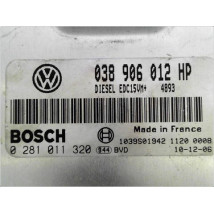 038 906 012 HP
DIESEL EDC15VM+ 4893
Made in France
BOSCH
1039S01942 1120 0008
0 281 011 320 BVD 10-12-06